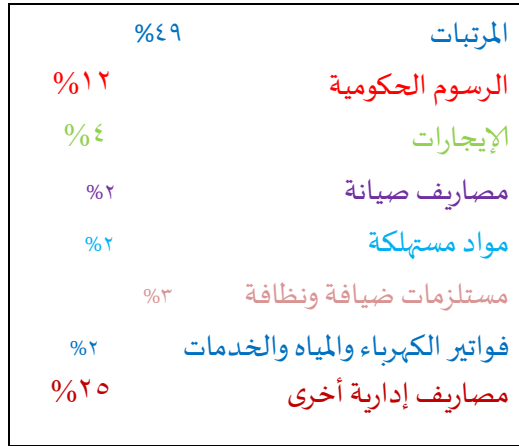 المرتبات ٤٩%
الرسوم الحكومية ١٢%
الإيجارات ٤%
مصاريف صيانة ٢%
مواد مستهلكة ٢%
مستلزمات ضيافة ونظافة ٣%
فواتير الكهرباء والمياه والخدمات ٢%
مصاريف إدارية أخرى ٢٥%